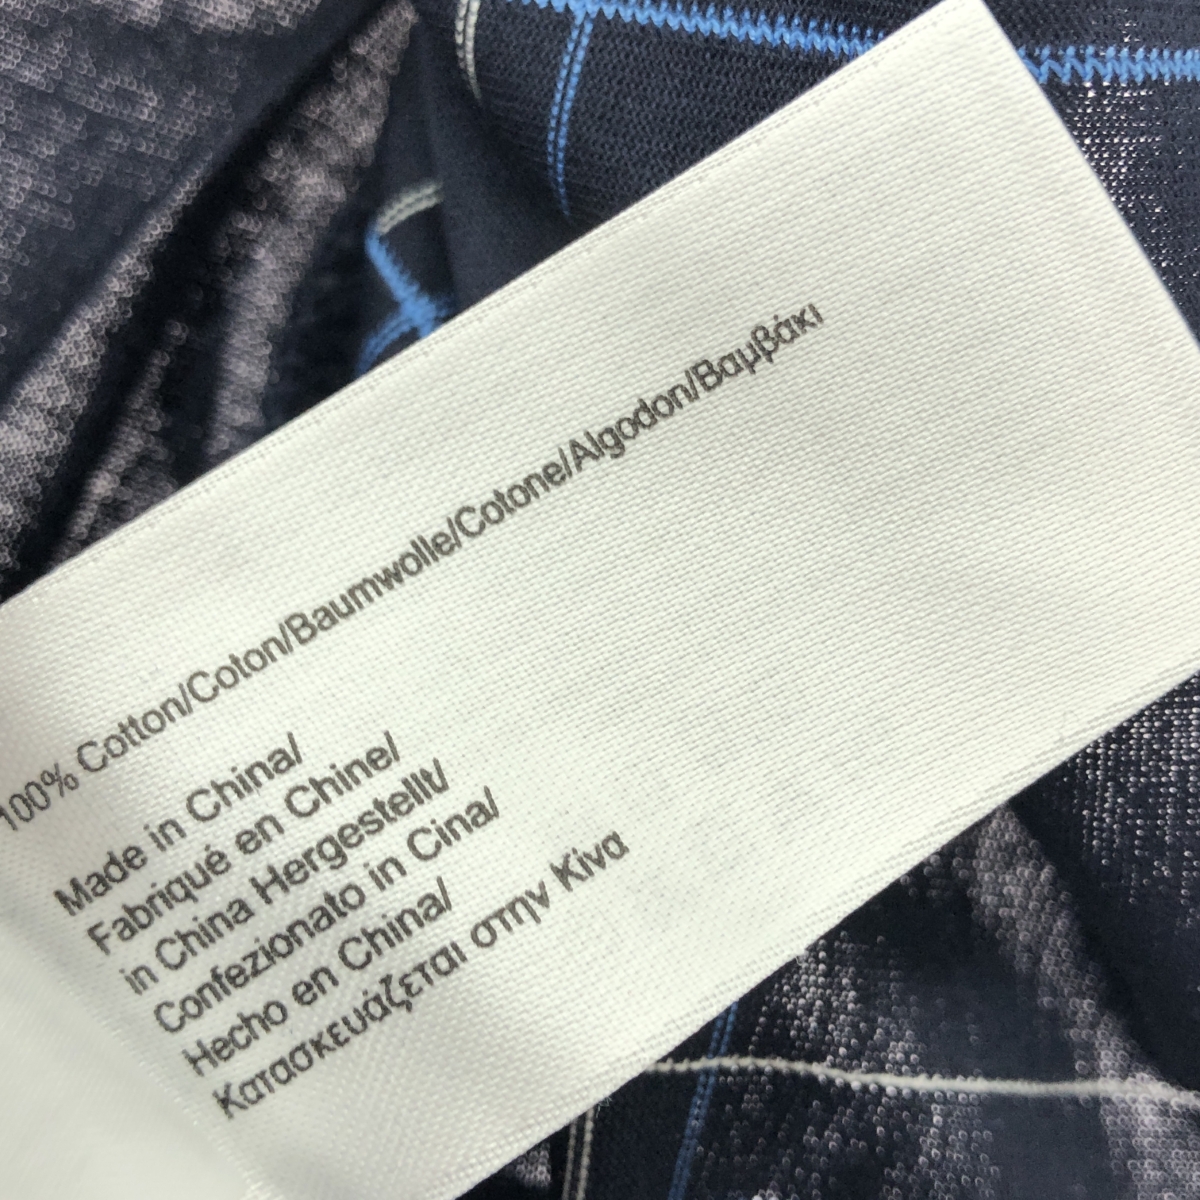 100% Cotton/Coton/Baumwolle/Cotone/Algodon/Βαμβάκι
Made in China/
Fabriqué en Chine/
in China Hergestellt/
Confezionato in Cina/
Hecho en China/
Κατασκευάζεται στην Κίνα